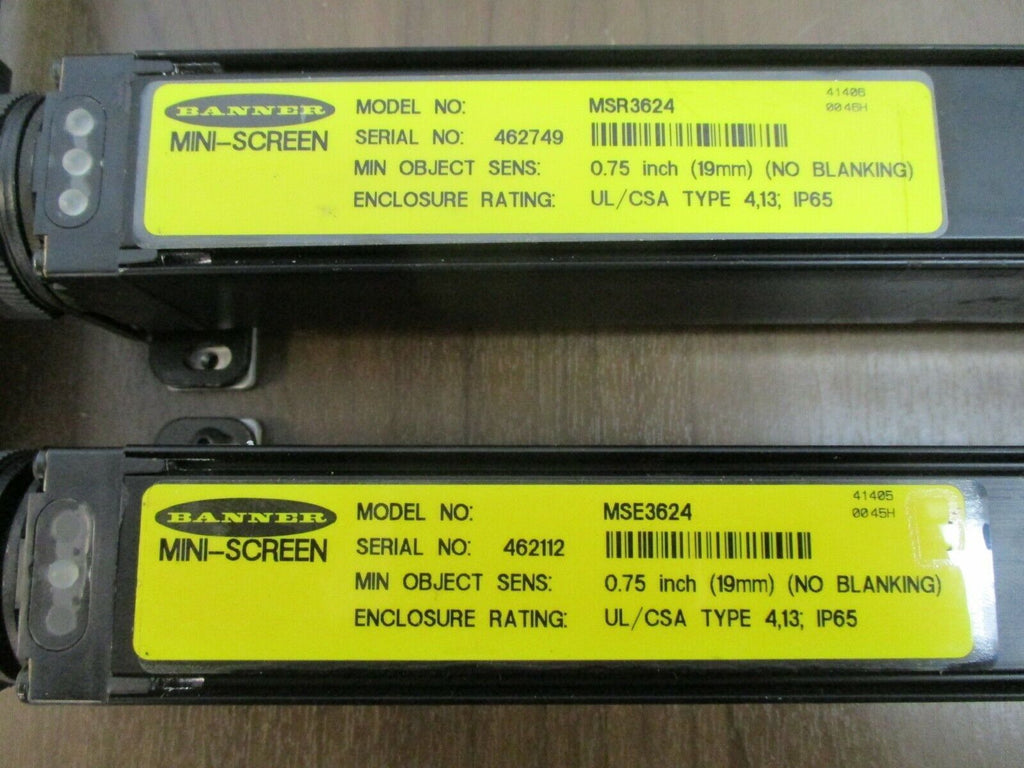 BANNER
MINI-SCREEN
MODEL NO: MSR3624
SERIAL NO: 462749
MIN OBJECT SENS: 0.75 inch (19mm) (NO BLANKING)
ENCLOSURE RATING: UL/CSA TYPE 4,13; IP65
41406
0046H
BANNER
MINI-SCREEN
MODEL NO: MSE3624
SERIAL NO: 462112
MIN OBJECT SENS: 0.75 inch (19mm) (NO BLANKING)
ENCLOSURE RATING: UL/CSA TYPE 4,13; IP65
41405
0045H